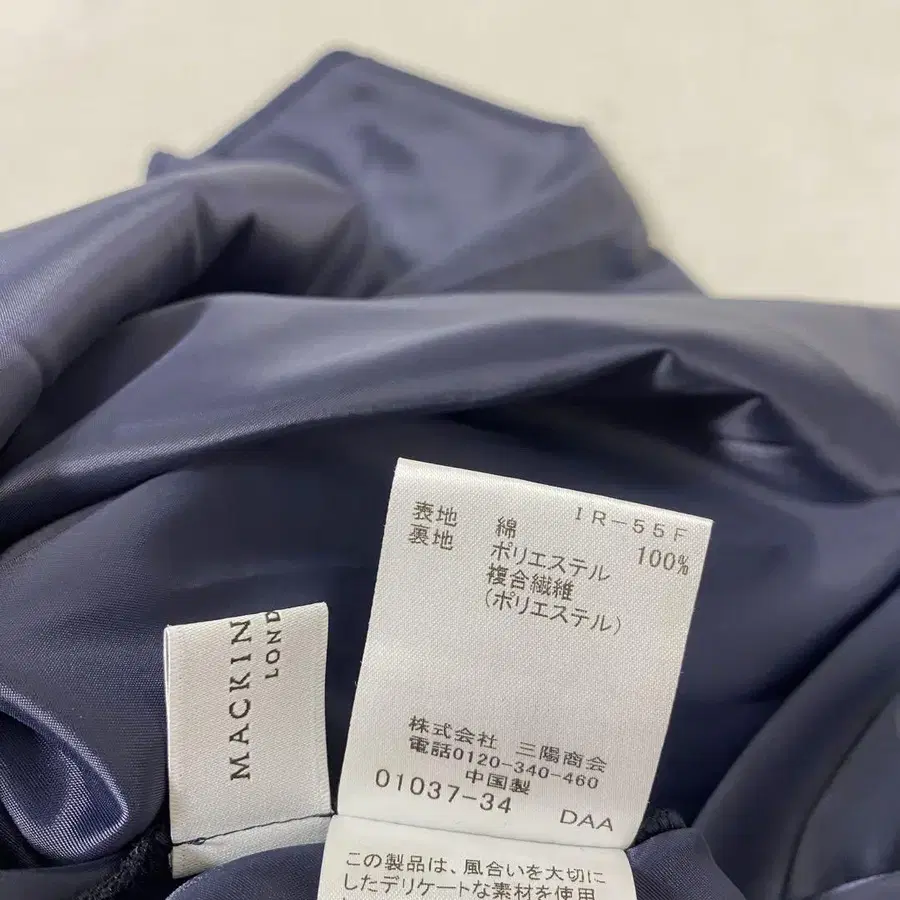 IR-55F
表地 綿 100%
裏地 ポリエステル
複合繊維
(ポリエステル)
株式会社 三陽商会
電話0120-340-460
中国製
01037-34 DAA
MACKIN
LOND
この製品は、風合いを大切に
したデリケートな素材を使用